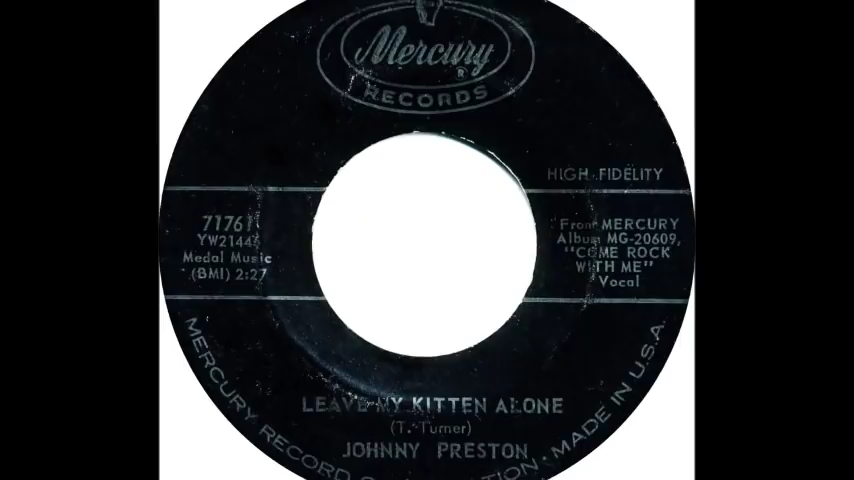 Mercury
RECORDS
HIGH FIDELITY
71761
Medal Music
(BMI) 2:27
From MERCURY
Album MG-20609,
"COME ROCK
WITH ME"
Vocal
LEAVE MY KITTEN ALONE
(T. Turner)
JOHNNY PRESTON
MERCURY RECORD
MADE IN U.S.A.